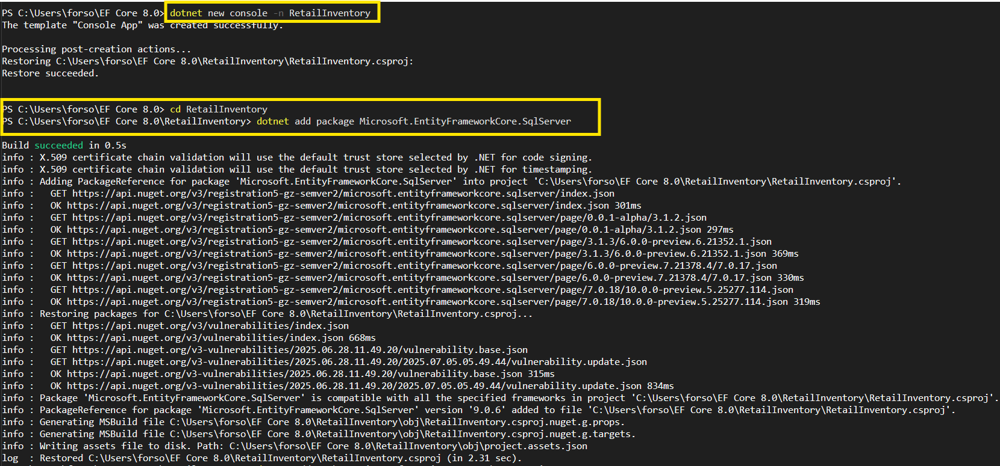 PS C:\Users\forso\EF Core 8.0> dotnet new console -n RetailInventory
The template "Console App" was created successfully.
Processing post-creation actions...
Restoring C:\Users\forso\EF Core 8.0\RetailInventory\RetailInventory.csproj:
Restore succeeded.
PS C:\Users\forso\EF Core 8.0> cd RetailInventory
PS C:\Users\forso\EF Core 8.0\RetailInventory> dotnet add package Microsoft.EntityFrameworkCore.SqlServer
Build succeeded in 0.5s
info : X.509 certificate chain validation will use the default trust store selected by .NET for code signing.
info : X.509 certificate chain validation will use the default trust store selected by .NET for timestamping.
info : Adding PackageReference for package 'Microsoft.EntityFrameworkCore.SqlServer' into project 'C:\Users\forso\EF Core 8.0\RetailInventory\RetailInventory.csproj'.
info :   GET https://api.nuget.org/v3/registration5-gz-semver2/microsoft.entityframeworkcore.sqlserver/index.json
info :   OK https://api.nuget.org/v3/registration5-gz-semver2/microsoft.entityframeworkcore.sqlserver/index.json 301ms
info :   GET https://api.nuget.org/v3/registration5-gz-semver2/microsoft.entityframeworkcore.sqlserver/page/0.0.1-alpha/3.1.2.json
info :   OK https://api.nuget.org/v3/registration5-gz-semver2/microsoft.entityframeworkcore.sqlserver/page/0.0.1-alpha/3.1.2.json 297ms
info :   GET https://api.nuget.org/v3/registration5-gz-semver2/microsoft.entityframeworkcore.sqlserver/page/3.1.3/6.0.0-preview.6.21352.1.json
info :   OK https://api.nuget.org/v3/registration5-gz-semver2/microsoft.entityframeworkcore.sqlserver/page/3.1.3/6.0.0-preview.6.21352.1.json 369ms
info :   GET https://api.nuget.org/v3/registration5-gz-semver2/microsoft.entityframeworkcore.sqlserver/page/6.0.0-preview.7.21378.4/7.0.17.json
info :   OK https://api.nuget.org/v3/registration5-gz-semver2/microsoft.entityframeworkcore.sqlserver/page/6.0.0-preview.7.21378.4/7.0.17.json 330ms
info :   GET https://api.nuget.org/v3/registration5-gz-semver2/microsoft.entityframeworkcore.sqlserver/page/7.0.18/10.0.0-preview.5.25277.114.json
info :   OK https://api.nuget.org/v3/registration5-gz-semver2/microsoft.entityframeworkcore.sqlserver/page/7.0.18/10.0.0-preview.5.25277.114.json 319ms
info : Restoring packages for C:\Users\forso\EF Core 8.0\RetailInventory\RetailInventory.csproj...
info :   GET https://api.nuget.org/v3/vulnerabilities/index.json
info :   OK https://api.nuget.org/v3/vulnerabilities/index.json 668ms
info :   GET https://api.nuget.org/v3-vulnerabilities/2025.06.28.11.49.20/vulnerability.base.json
info :   GET https://api.nuget.org/v3-vulnerabilities/2025.06.28.11.49.20/2025.07.05.05.49.44/vulnerability.update.json
info :   OK https://api.nuget.org/v3-vulnerabilities/2025.06.28.11.49.20/vulnerability.base.json 315ms
info :   OK https://api.nuget.org/v3-vulnerabilities/2025.06.28.11.49.20/2025.07.05.05.49.44/vulnerability.update.json 834ms
info : Package 'Microsoft.EntityFrameworkCore.SqlServer' is compatible with all the specified frameworks in project 'C:\Users\forso\EF Core 8.0\RetailInventory\RetailInventory.csproj'.
info : PackageReference for package 'Microsoft.EntityFrameworkCore.SqlServer' version '9.0.6' added to file 'C:\Users\forso\EF Core 8.0\RetailInventory\RetailInventory.csproj'.
info : Generating MSBuild file C:\Users\forso\EF Core 8.0\RetailInventory\obj\RetailInventory.csproj.nuget.g.props.
info : Generating MSBuild file C:\Users\forso\EF Core 8.0\RetailInventory\obj\RetailInventory.csproj.nuget.g.targets.
info : Writing assets file to disk. Path: C:\Users\forso\EF Core 8.0\RetailInventory\obj\project.assets.json
log  : Restored C:\Users\forso\EF Core 8.0\RetailInventory\RetailInventory.csproj (in 2.31 sec).